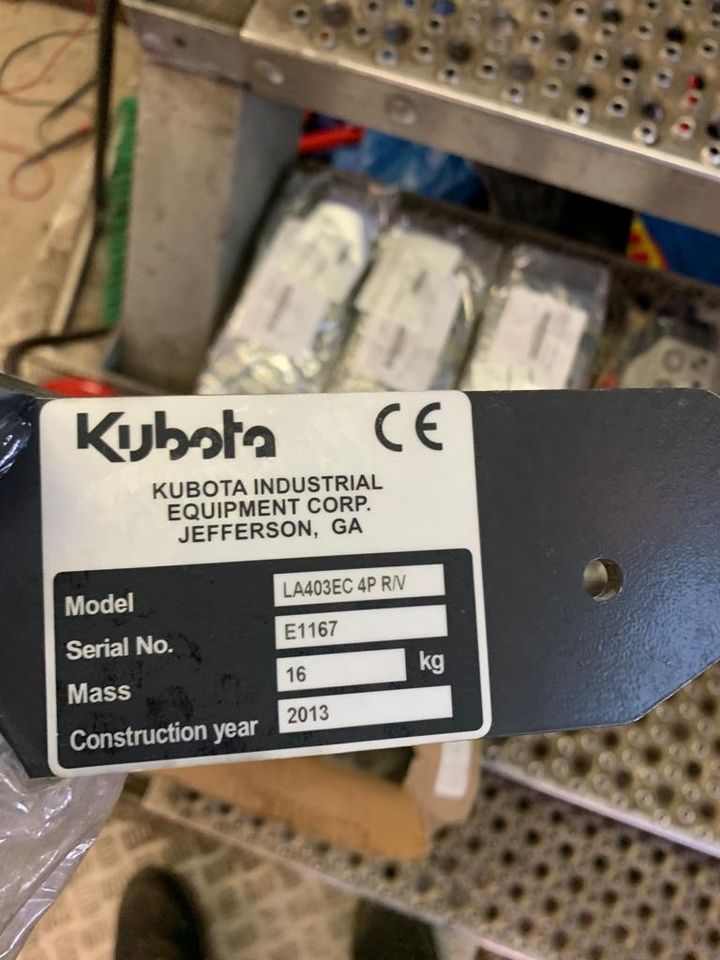 Kubota CE
KUBOTA INDUSTRIAL
EQUIPMENT CORP.
JEFFERSON, GA
Model LA403EC 4P R/V
Serial No. E1167
Mass 16 kg
Construction year 2013